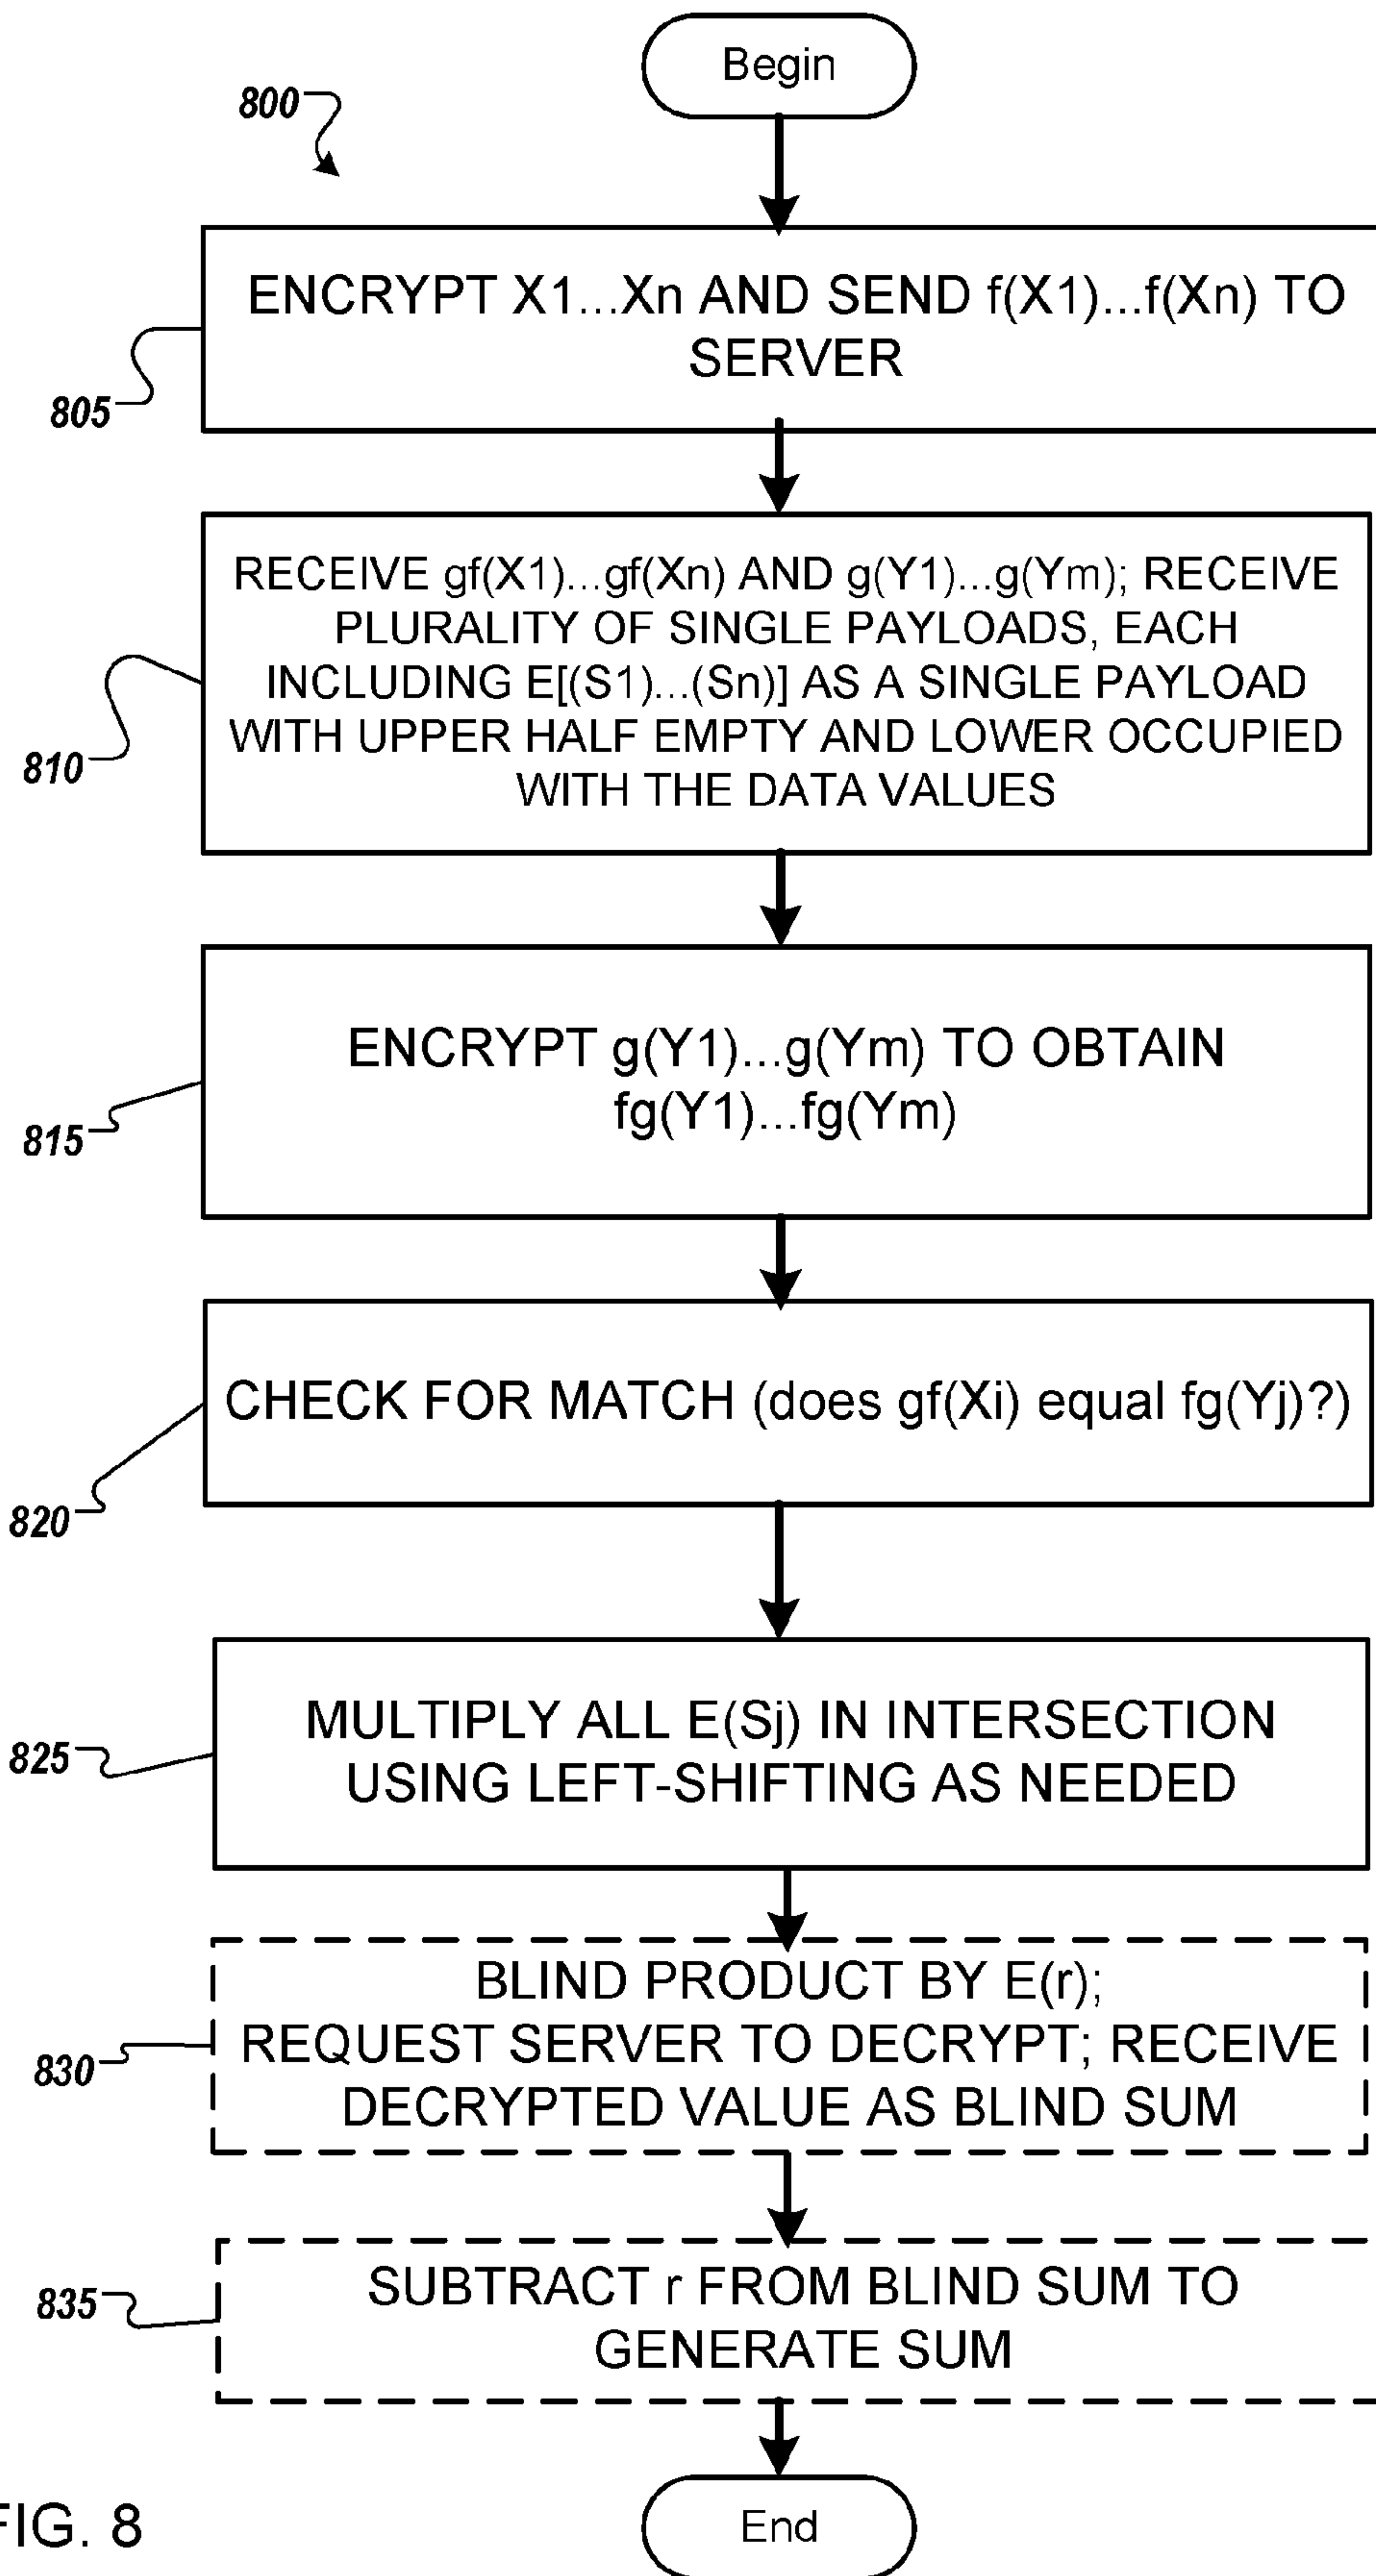 Begin
800
ENCRYPT X1...Xn AND SEND f(X1)...f(Xn) TO
SERVER
805
RECEIVE gf(X1)...gf(Xn) AND g(Y1)...g(Ym); RECEIVE
PLURALITY OF SINGLE PAYLOADS, EACH
INCLUDING E[(S1)...(Sn)] AS A SINGLE PAYLOAD
WITH UPPER HALF EMPTY AND LOWER OCCUPIED
WITH THE DATA VALUES
810
ENCRYPT g(Y1)...g(Ym) TO OBTAIN
fg(Y1)...fg(Ym)
815
CHECK FOR MATCH (does gf(Xi) equal fg(Yj)?)
820
MULTIPLY ALL E(Sj) IN INTERSECTION
USING LEFT-SHIFTING AS NEEDED
825
BLIND PRODUCT BY E(r);
REQUEST SERVER TO DECRYPT; RECEIVE
DECRYPTED VALUE AS BLIND SUM
830
SUBTRACT r FROM BLIND SUM TO
GENERATE SUM
835
End
FIG. 8